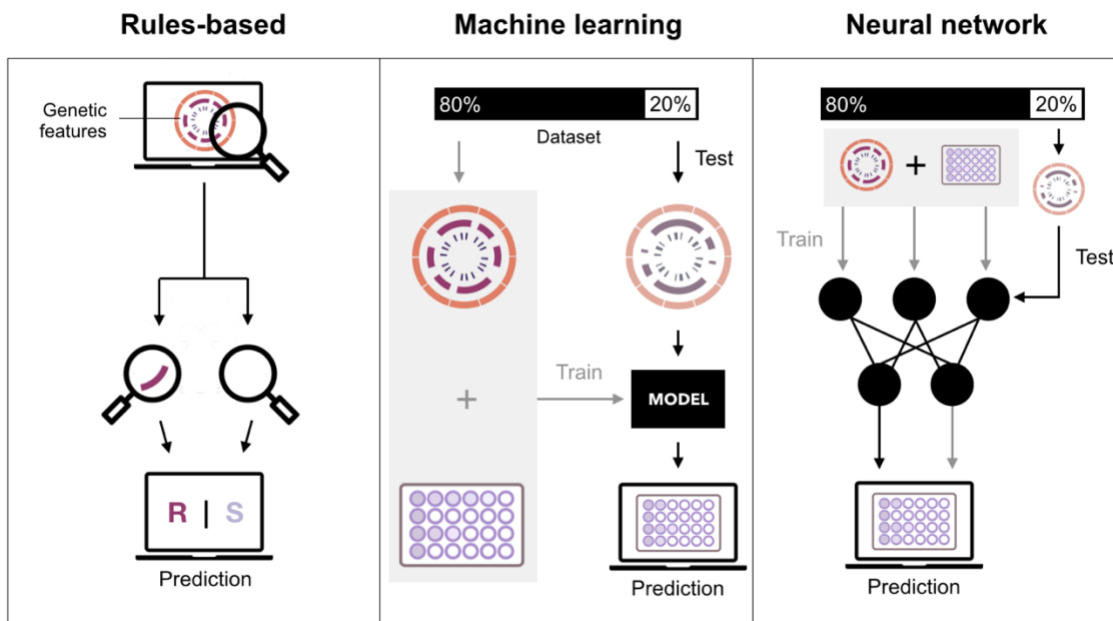 Rules-based
Genetic
features
R | S
Prediction
Machine learning
80%
20%
Dataset
Test
Train
+
MODEL
Prediction
Neural network
80%
20%
+
Train
Test
Prediction